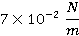 7 × 10⁻² N/m